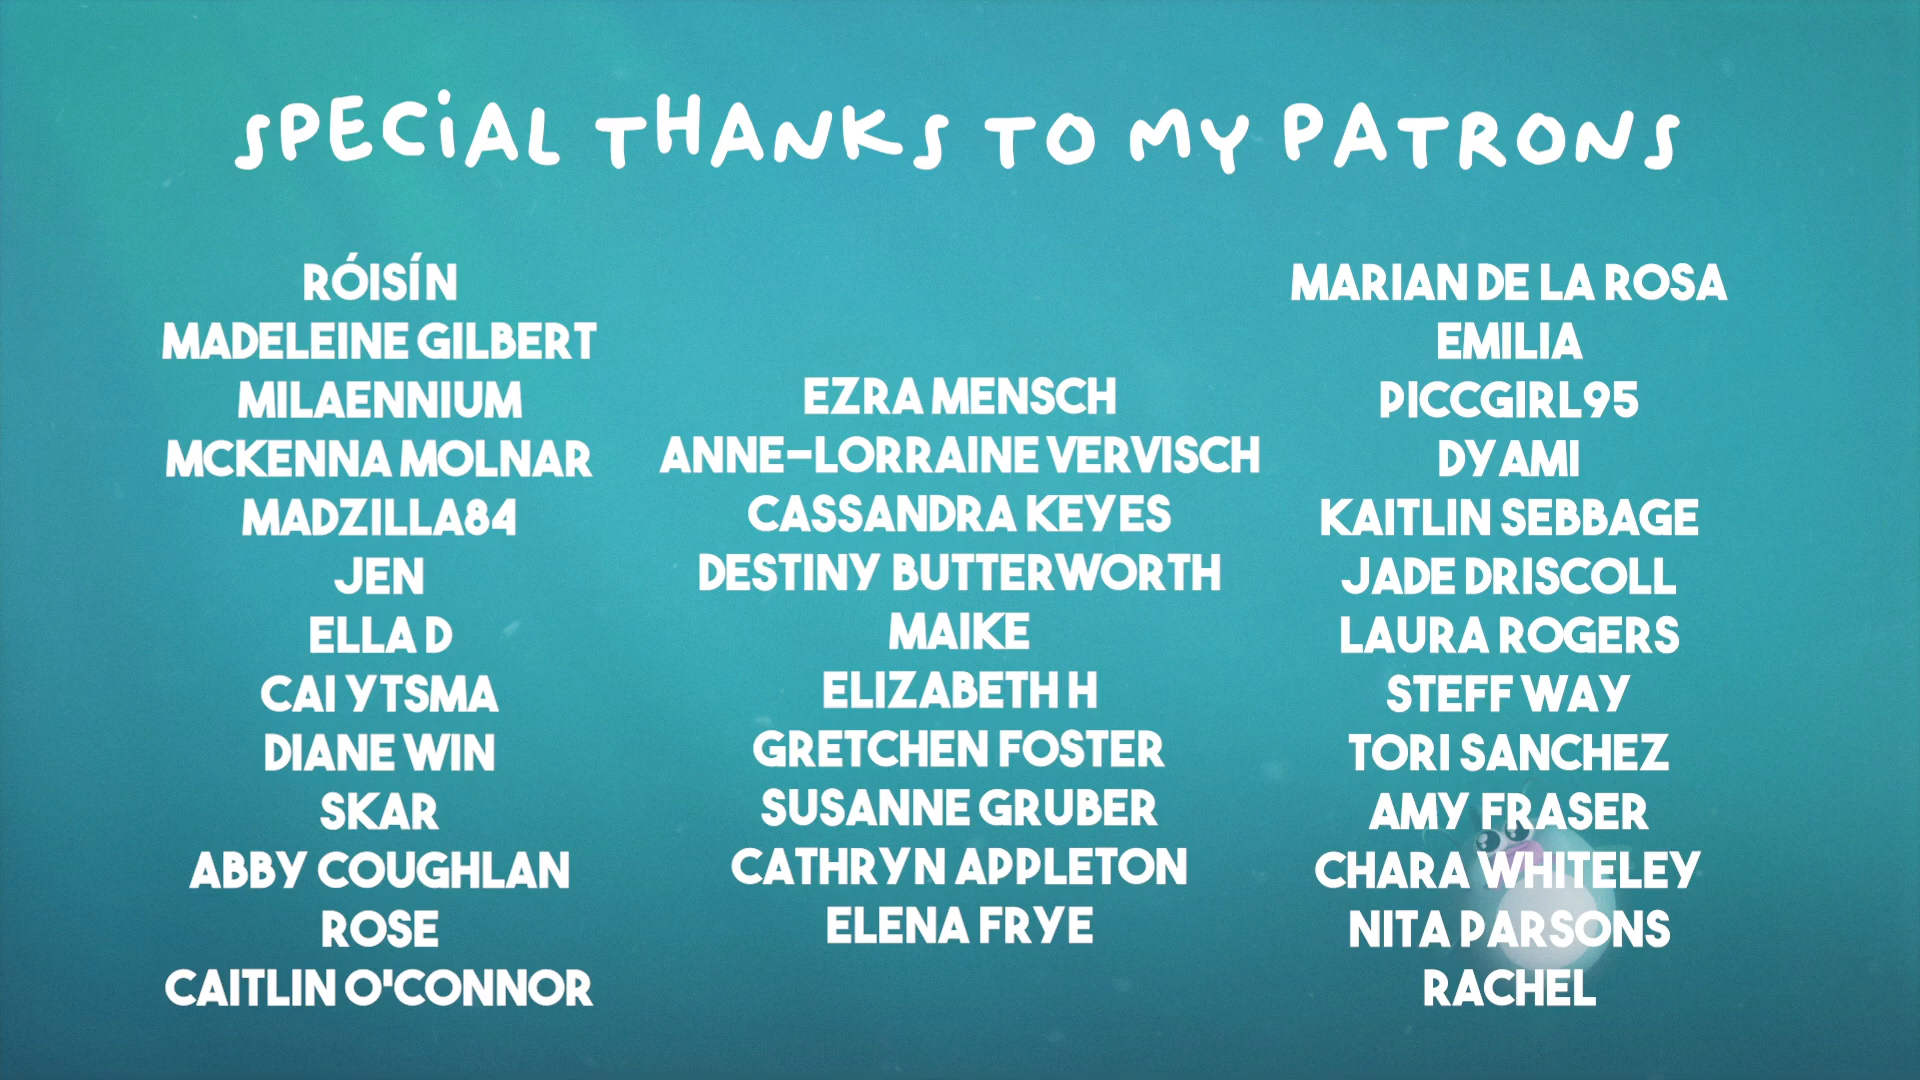 SPECiAL THANKS TO MY PATRONS
RÓISÍN
MADELEINE GILBERT
MILAENNIUM
MCKENNA MOLNAR
MADZILLA84
JEN
ELLA D
CAI YTSMA
DIANE WIN
SKAR
ABBY COUGHLAN
ROSE
CAITLIN O'CONNOR
EZRA MENSCH
ANNE-LORRAINE VERVISCH
CASSANDRA KEYES
DESTINY BUTTERWORTH
MAIKE
ELIZABETH H
GRETCHEN FOSTER
SUSANNE GRUBER
CATHRYN APPLETON
ELENA FRYE
MARIAN DE LA ROSA
EMILIA
PICCGIRL95
DYAMI
KAITLIN SEBBAGE
JADE DRISCOLL
LAURA ROGERS
STEFF WAY
TORI SANCHEZ
AMY FRASER
CHARA WHITELEY
NITA PARSONS
RACHEL